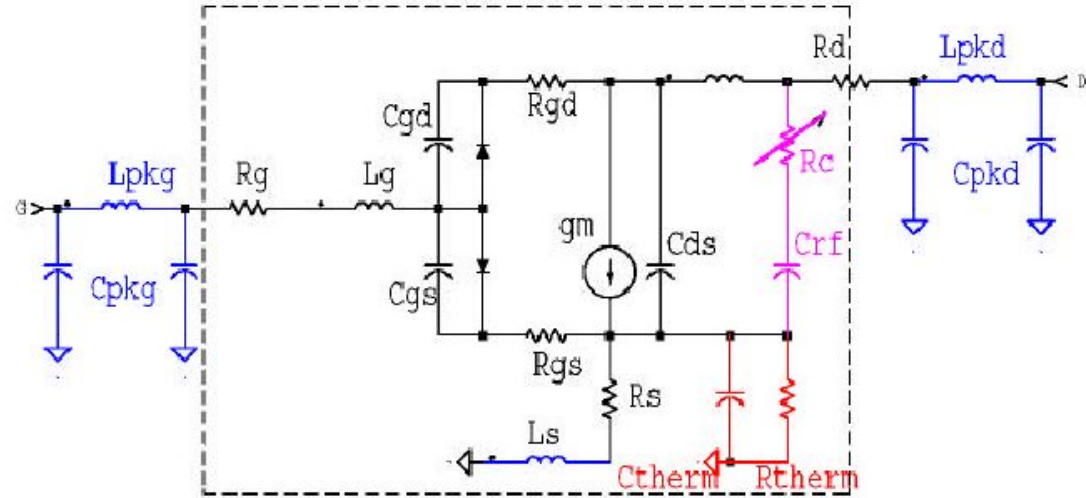 Rd
Lpkd
Cgd
Rgd
D
Rc
Lpkg
Rg
Lg
Cpkd
G
gm
Cds
Crf
Cpkg
Cgs
Rgs
Rs
Ls
Ctherm
Rtherm